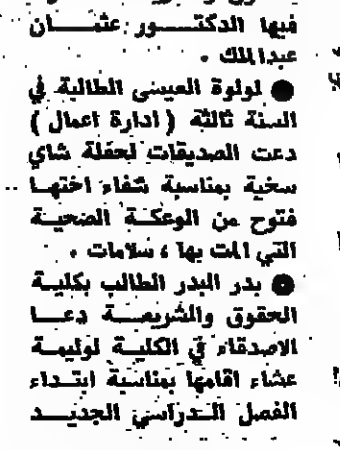 فيها الدكتور عثمان
عبدالملك .
● لولوة العيسى الطالبة في
السنة ثالثة ( ادارة اعمال )
دعت الصديقات لحفلة شاي
سخية بمناسبة شفاء اختها
فتوح من الوعكة الصحية
التي المت بها ، سلامات .
● بدر البدر الطالب بكلية
الحقوق والشريعة دعا
الاصدقاء في الكلية لوليمة
عشاء اقامها بمناسبة ابتداء
الفصل الدراسي الجديد